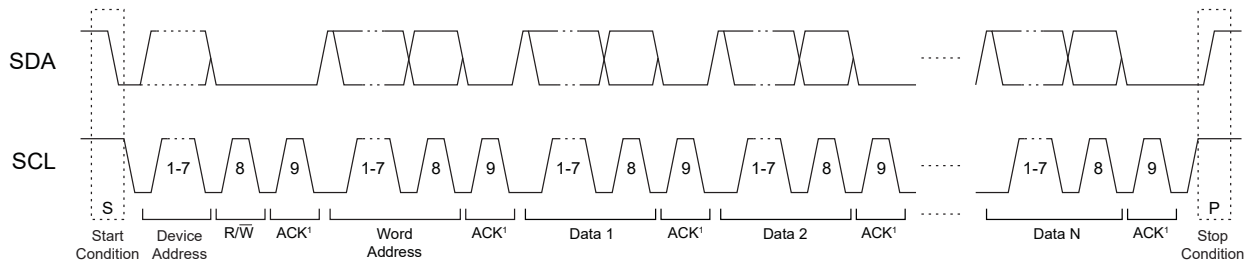 SDA
SCL
1-7 8 9 1-7 8 9 1-7 8 9 1-7 8 9 1-7 8 9
S P
Start Condition
Device Address
R/W̅
ACK¹
Word Address
ACK¹
Data 1
ACK¹
Data 2
ACK¹
Data N
ACK¹
Stop Condition